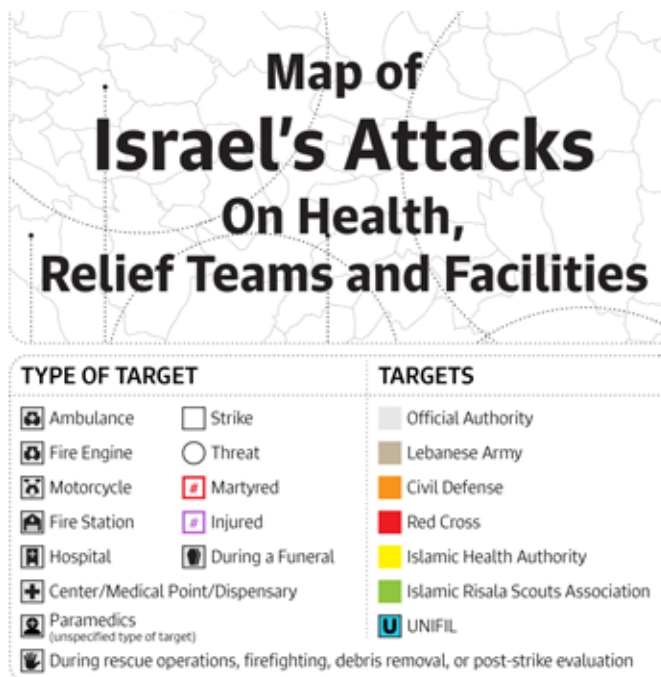 Map of
Israel's Attacks
On Health,
Relief Teams and Facilities
TYPE OF TARGET
Ambulance
Strike
Fire Engine
Threat
Motorcycle
# Martyred
Fire Station
# Injured
Hospital
During a Funeral
Center/Medical Point/Dispensary
Paramedics
(unspecified type of target)
During rescue operations, firefighting, debris removal, or post-strike evaluation
TARGETS
Official Authority
Lebanese Army
Civil Defense
Red Cross
Islamic Health Authority
Islamic Risala Scouts Association
U UNIFIL